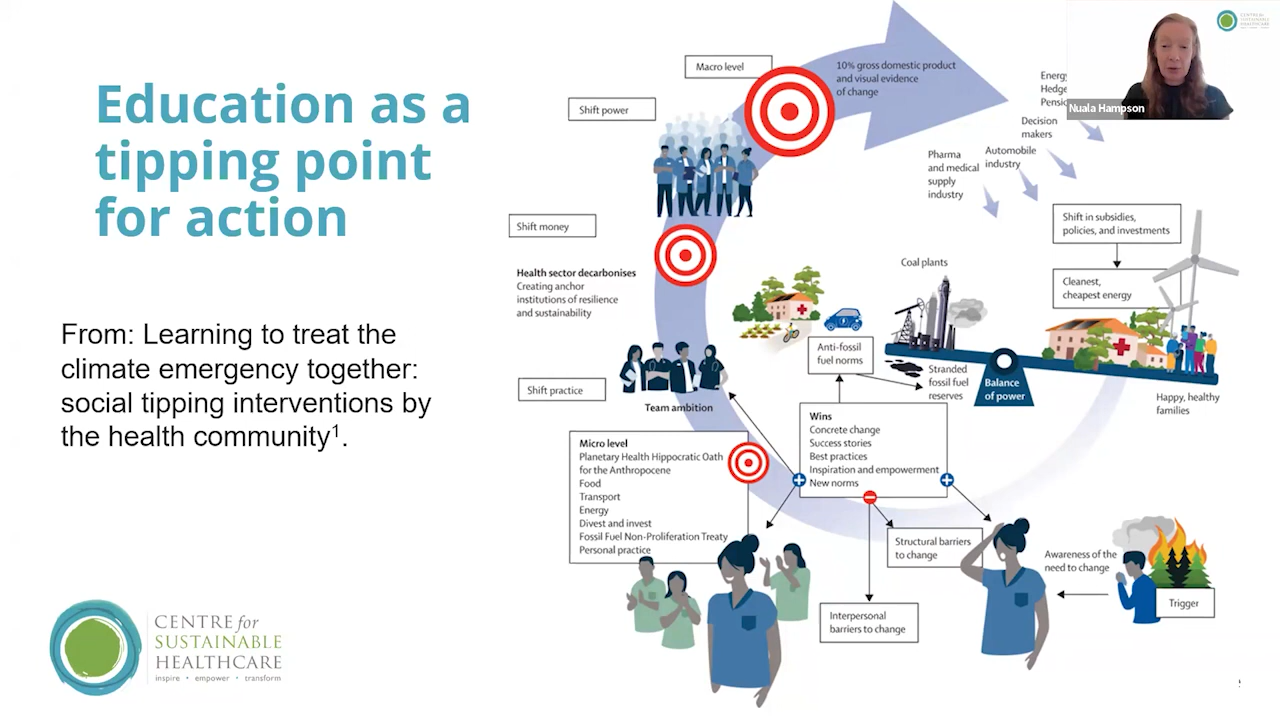 Education as a
tipping point
for action
From: Learning to treat the
climate emergency together:
social tipping interventions by
the health community¹.
CENTRE for
SUSTAINABLE
HEALTHCARE
inspire • empower • transform
Macro level
10% gross domestic product
and visual evidence
of change
Shift power
Shift money
Health sector decarbonises
Creating anchor
institutions of resilience
and sustainability
Shift practice
Team ambition
Micro level
Planetary Health Hippocratic Oath
for the Anthropocene
Food
Transport
Energy
Divest and invest
Fossil Fuel Non-Proliferation Treaty
Personal practice
Anti-fossil
fuel norms
Wins
Concrete change
Success stories
Best practices
Inspiration and empowerment
New norms
Structural barriers
to change
Interpersonal
barriers to change
Awareness of the
need to change
Trigger
Coal plants
Stranded
fossil fuel
reserves
Balance
of power
Happy, healthy
families
Shift in subsidies,
policies, and investments
Cleanest,
cheapest energy
Pharma
and medical
supply
industry
Automobile
industry
Decision
makers
Energy
Hedge
Nuala Hampson
CENTRE for
SUSTAINABLE
HEALTHCARE